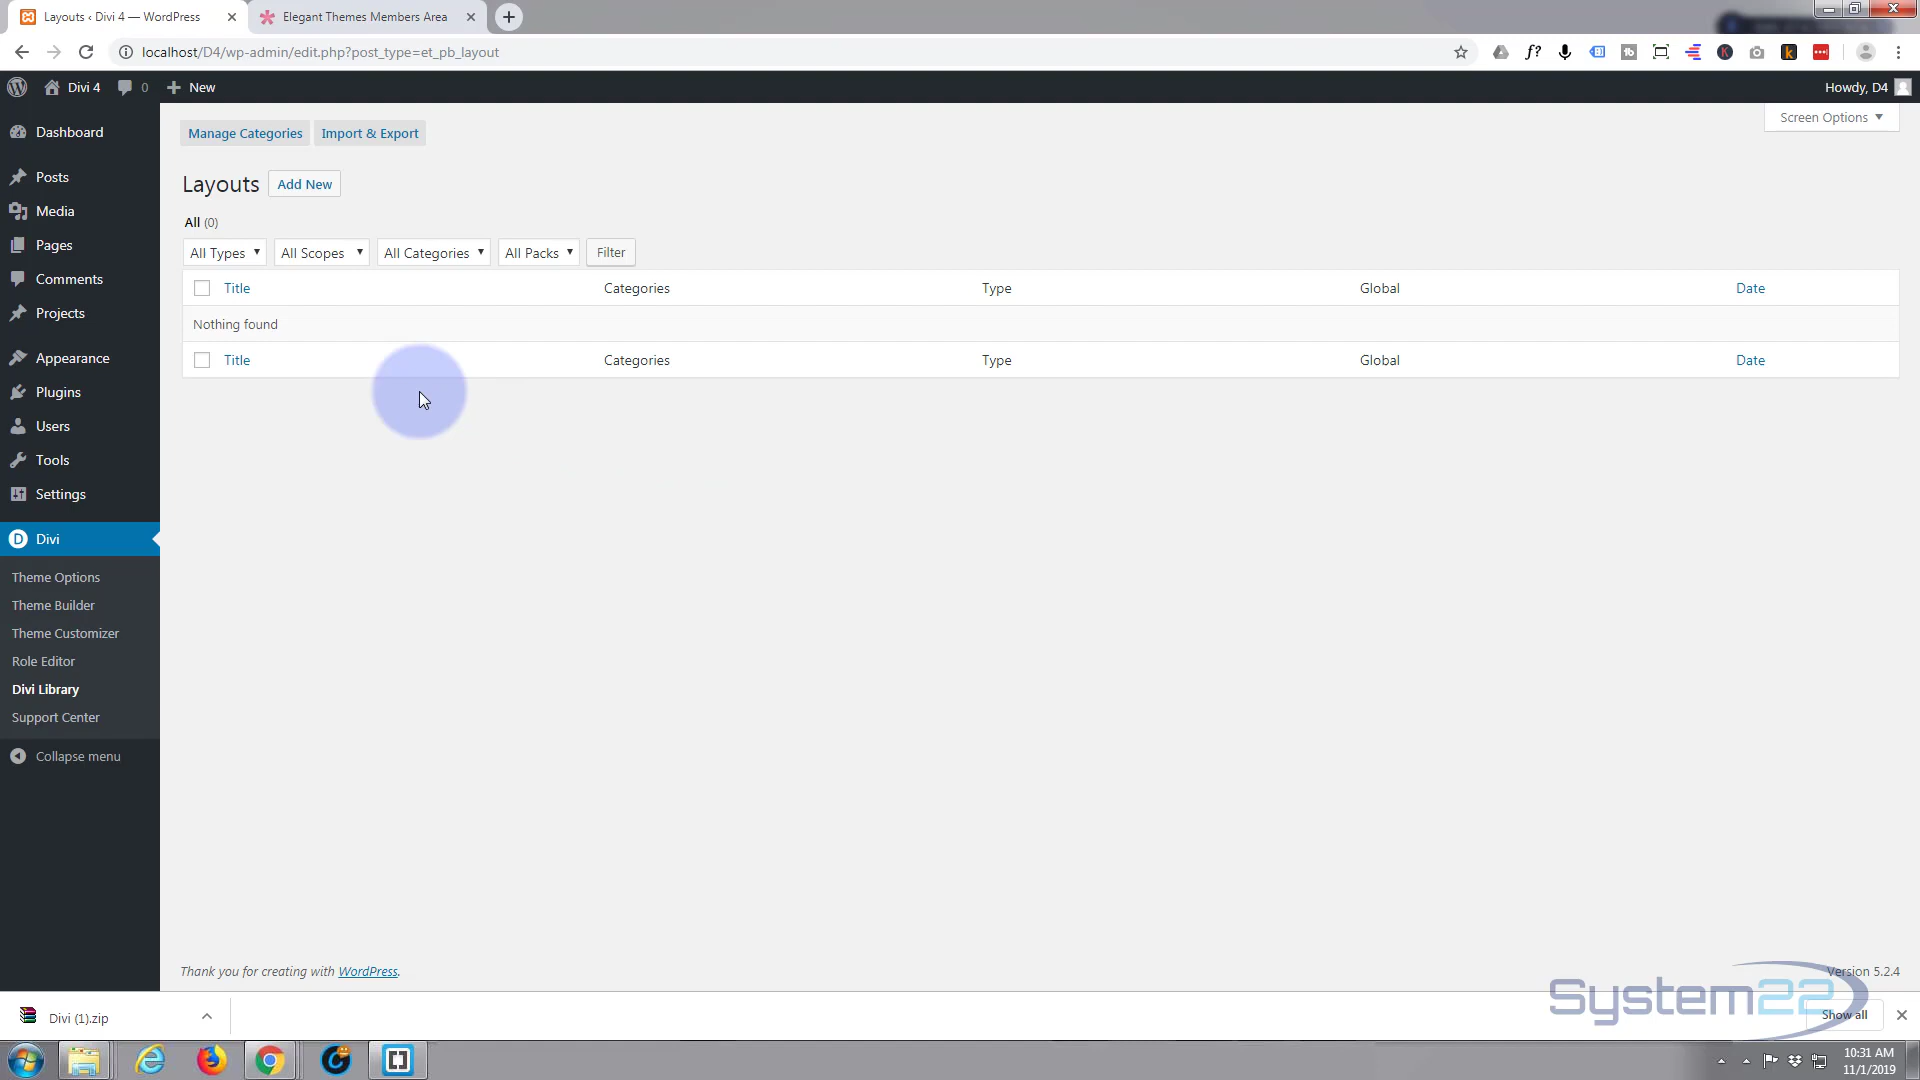 Layouts ‹ Divi 4 — WordPress
Elegant Themes Members Area
localhost/D4/wp-admin/edit.php?post_type=et_pb_layout
Divi 4
0
New
Howdy, D4
Dashboard
Posts
Media
Pages
Comments
Projects
Appearance
Plugins
Users
Tools
Settings
Divi
Theme Options
Theme Builder
Theme Customizer
Role Editor
Divi Library
Support Center
Collapse menu
Manage Categories
Import & Export
Screen Options
Layouts
Add New
All (0)
All Types
All Scopes
All Categories
All Packs
Filter
Title
Categories
Type
Global
Date
Nothing found
Title
Categories
Type
Global
Date
Thank you for creating with WordPress.
Version 5.2.4
System22
Divi (1).zip
Show all
10:31 AM
11/1/2019